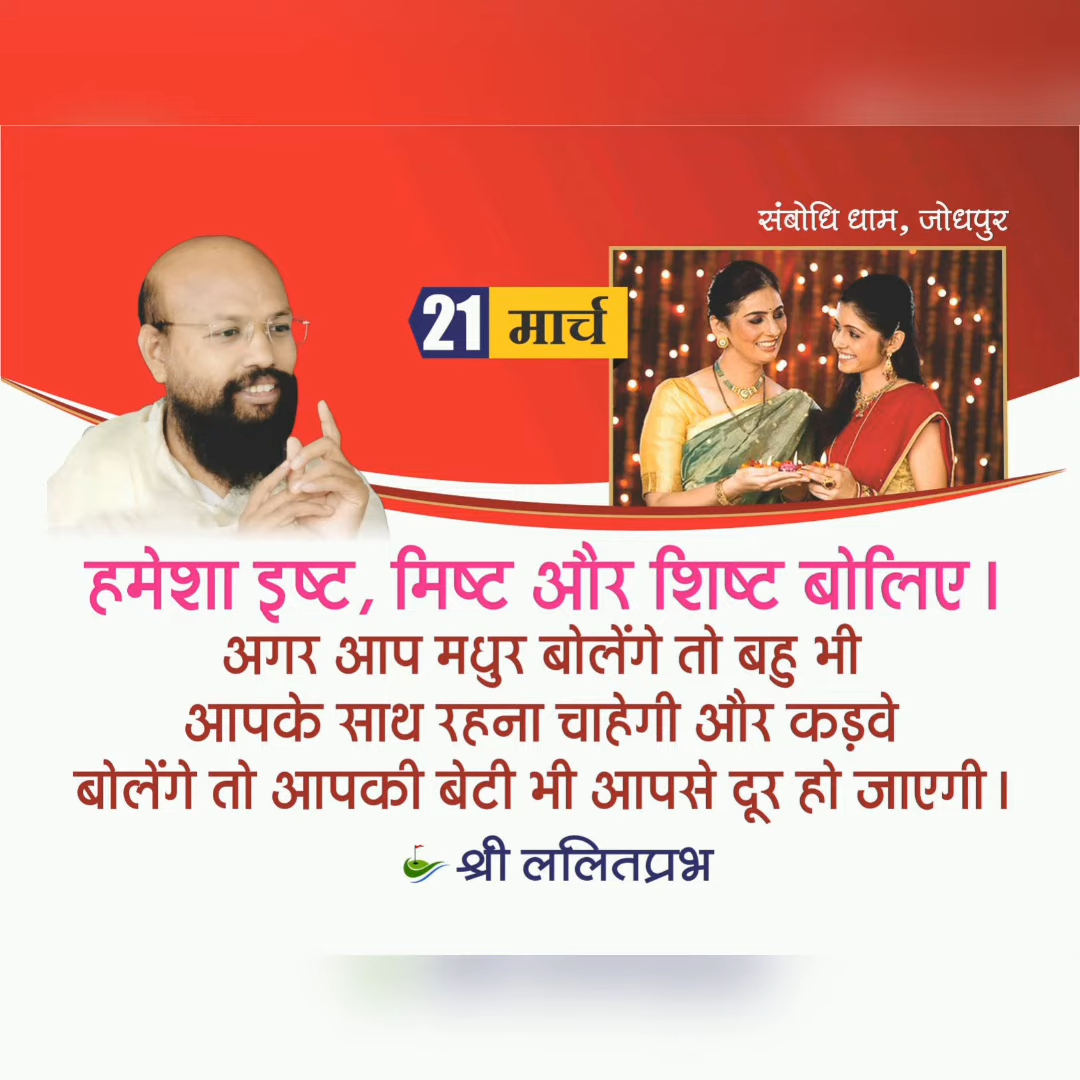 संबोधि धाम, जोधपुर
21 मार्च
हमेशा इष्ट, मिष्ट और शिष्ट बोलिए।
अगर आप मधुर बोलेंगे तो बहु भी
आपके साथ रहना चाहेगी और कड़वे
बोलेंगे तो आपकी बेटी भी आपसे दूर हो जाएगी।
श्री ललितप्रभ